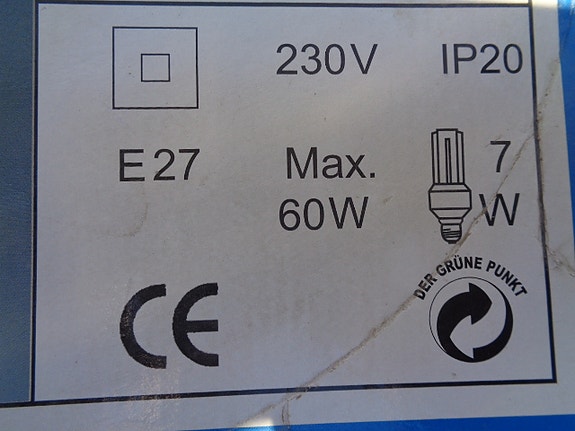 230V IP20
E27 Max. 7
60W W
DER GRÜNE PUNKT
CE